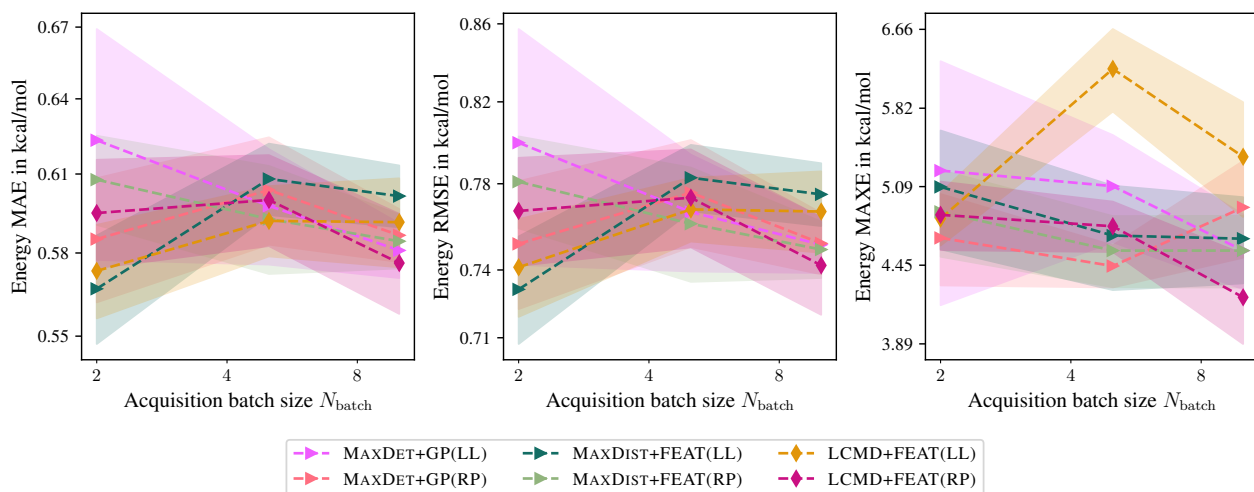 Energy MAE in kcal/mol
0.67
0.64
0.61
0.58
0.55
2
4
8
Acquisition batch size N_batch
Energy RMSE in kcal/mol
0.86
0.82
0.78
0.74
0.71
2
4
8
Acquisition batch size N_batch
Energy MAXE in kcal/mol
6.66
5.82
5.09
4.45
3.89
2
4
8
Acquisition batch size N_batch
MAXDET+GP(LL)
MAXDIST+FEAT(LL)
LCMD+FEAT(LL)
MAXDET+GP(RP)
MAXDIST+FEAT(RP)
LCMD+FEAT(RP)